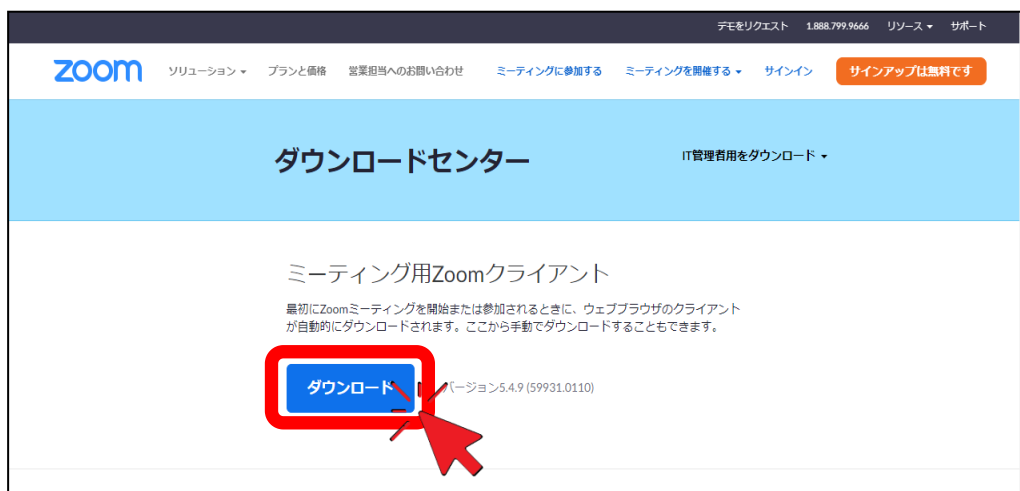 デモをリクエスト 1.888.799.9666 リソース サポート
zoom ソリューション プランと価格 営業担当へのお問い合わせ ミーティングに参加する ミーティングを開催する サインイン サインアップは無料です
ダウンロードセンター IT管理者用をダウンロード
ミーティング用Zoomクライアント
最初にZoomミーティングを開始または参加されるときに、ウェブブラウザのクライアント
が自動的にダウンロードされます。ここから手動でダウンロードすることもできます。
ダウンロード バージョン5.4.9 (59931.0110)